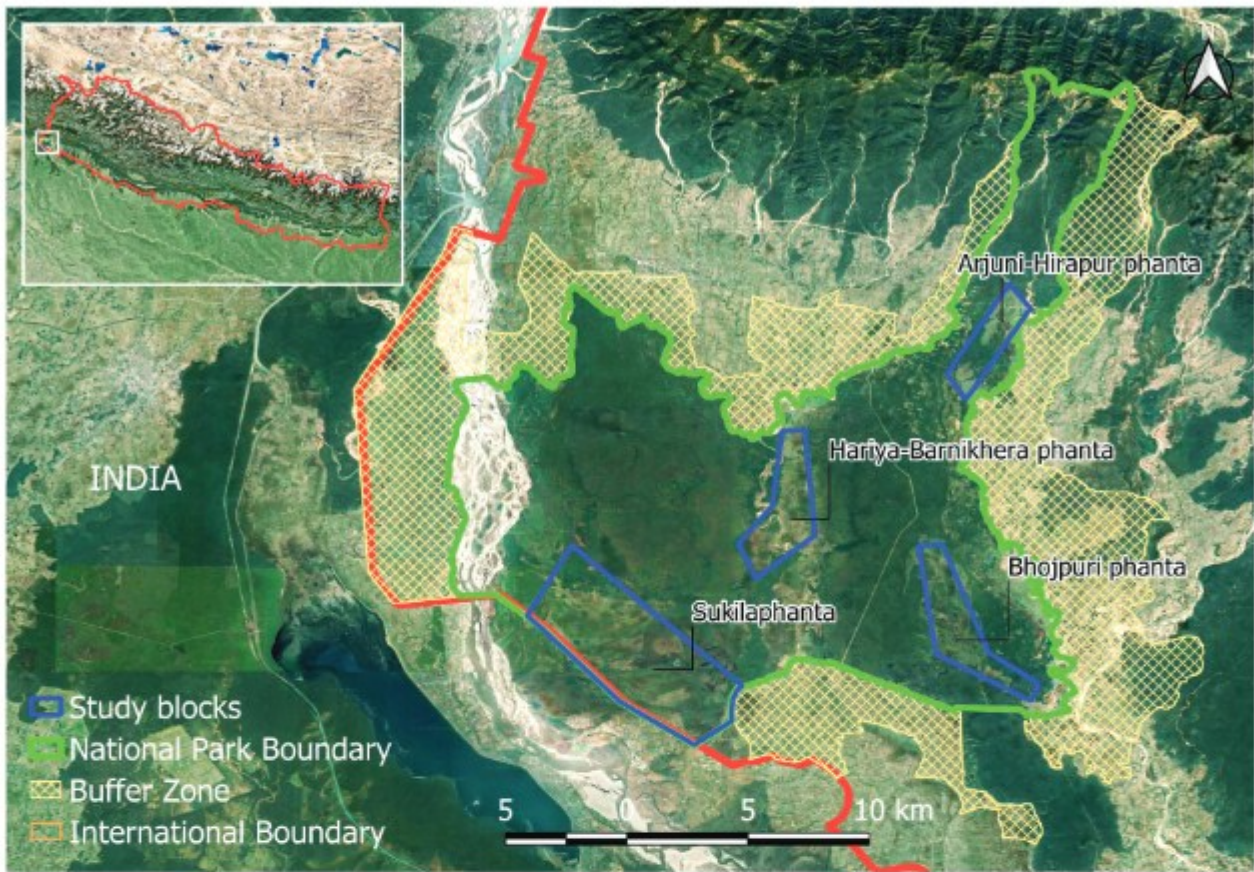 N
Arjuni-Hirapur phanta
Hariya-Barnikhera phanta
INDIA
Bhojpuri phanta
Sukilaphanta
Study blocks
National Park Boundary
Buffer Zone
International Boundary
5 0 5 10 km